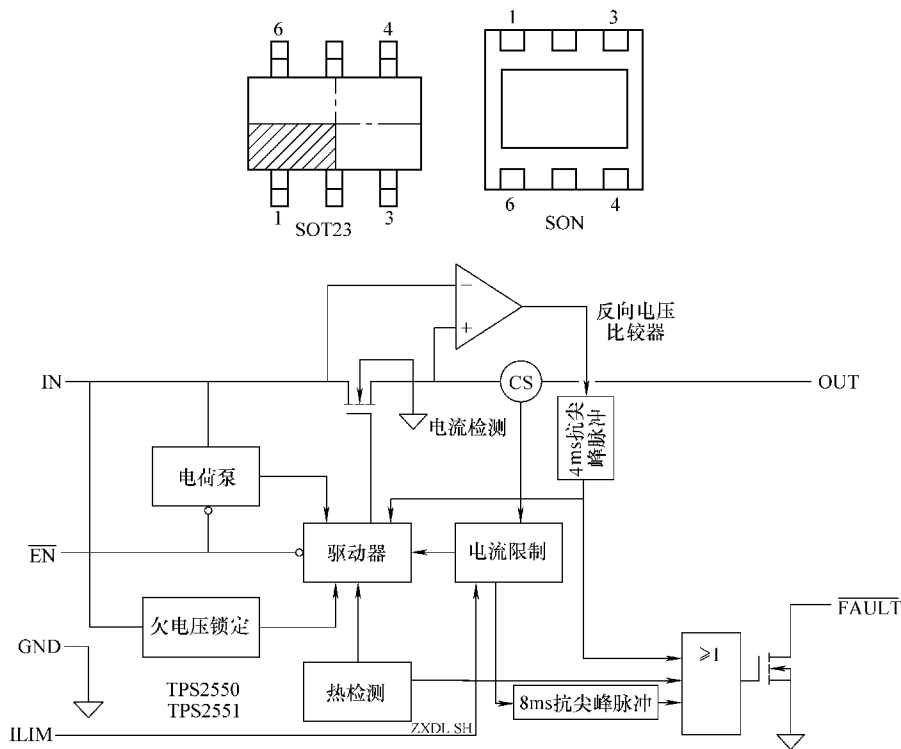 6 4
1 3
SOT23
1 3
6 4
SON
反向电压
比较器
IN
CS
OUT
电流检测
4ms抗尖
峰脉冲
电荷泵
EN
驱动器
电流限制
欠电压锁定
FAULT
GND
≥1
热检测
TPS2550
TPS2551
8ms抗尖峰脉冲
ILIM
ZXDL SH
− +